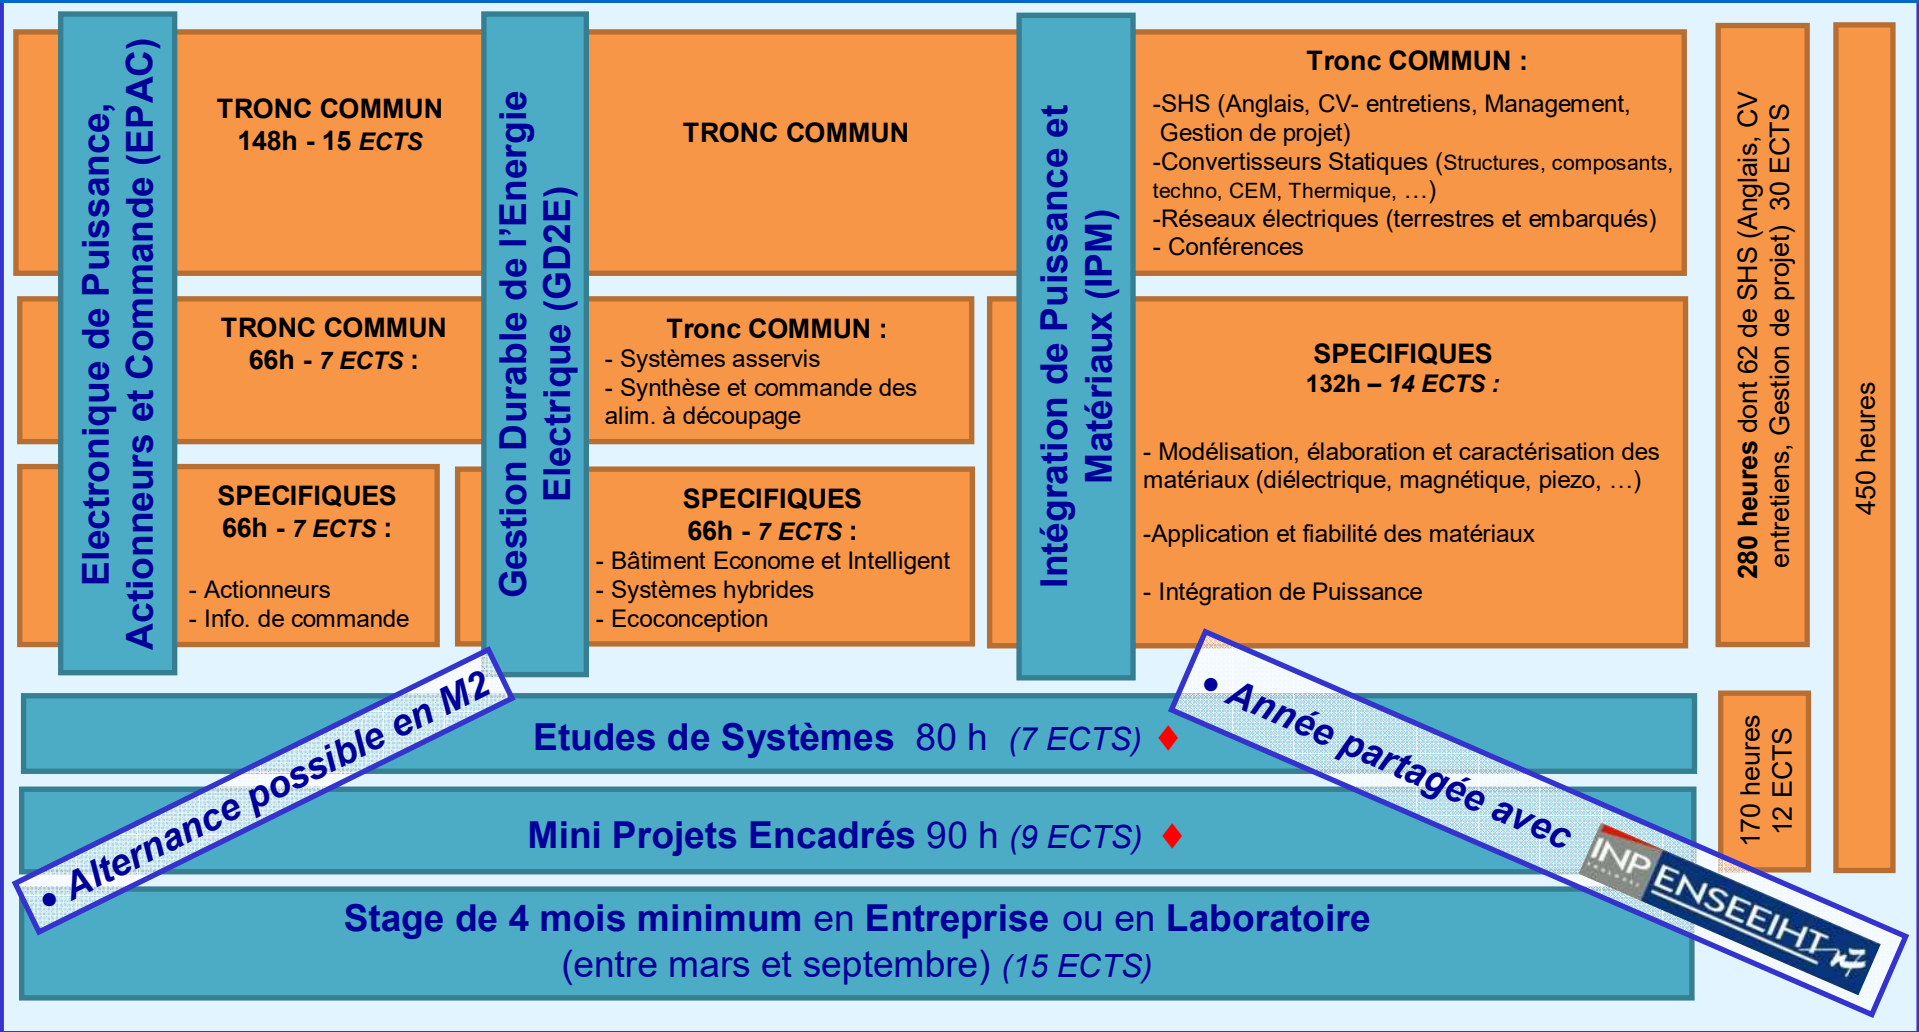 Electronique de Puissance,
Actionneurs et Commande (EPAC)
TRONC COMMUN
148h - 15 ECTS
Gestion Durable de l'Energie
Electrique (GD2E)
TRONC COMMUN
Intégration de Puissance et
Matériaux (IPM)
Tronc COMMUN :
-SHS (Anglais, CV- entretiens, Management,
Gestion de projet)
-Convertisseurs Statiques (Structures, composants,
techno, CEM, Thermique, …)
-Réseaux électriques (terrestres et embarqués)
- Conférences
TRONC COMMUN
66h - 7 ECTS :
Tronc COMMUN :
- Systèmes asservis
- Synthèse et commande des
alim. à découpage
SPECIFIQUES
132h – 14 ECTS :
- Modélisation, élaboration et caractérisation des
matériaux (diélectrique, magnétique, piezo, …)
-Application et fiabilité des matériaux
- Intégration de Puissance
SPECIFIQUES
66h - 7 ECTS :
- Actionneurs
- Info. de commande
SPECIFIQUES
66h - 7 ECTS :
- Bâtiment Econome et Intelligent
- Systèmes hybrides
- Ecoconception
280 heures dont 62 de SHS (Anglais, CV
entretiens, Gestion de projet) 30 ECTS
450 heures
• Alternance possible en M2
• Année partagée avec
INP ENSEEIHT n7
Etudes de Systèmes 80 h (7 ECTS) ♦
Mini Projets Encadrés 90 h (9 ECTS) ♦
170 heures
12 ECTS
Stage de 4 mois minimum en Entreprise ou en Laboratoire
(entre mars et septembre) (15 ECTS)